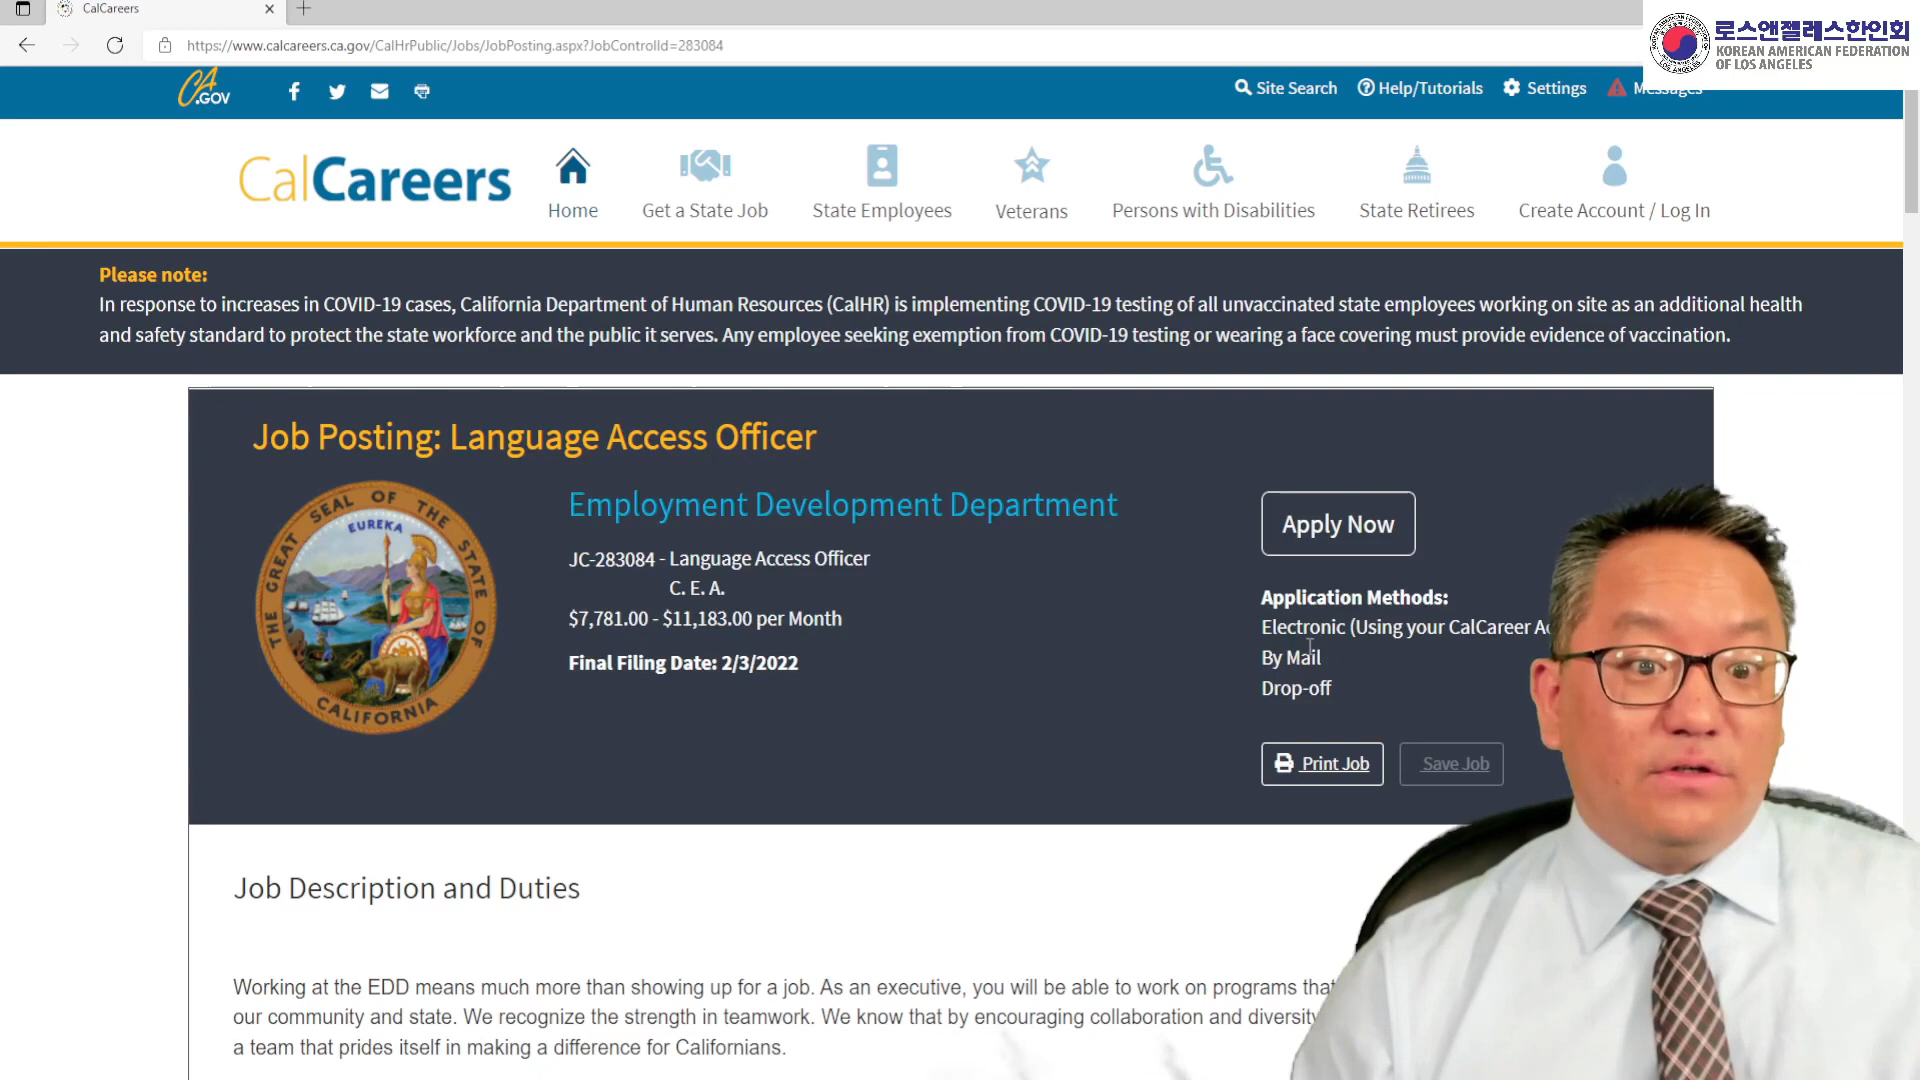 CalCareers
https://www.calcareers.ca.gov/CalHrPublic/Jobs/JobPosting.aspx?JobControlId=283084
로스앤젤레스한인회
KOREAN AMERICAN FEDERATION
OF LOS ANGELES
CA
.GOV
Site Search
Help/Tutorials
Settings
Messages
CalCareers
Home
Get a State Job
State Employees
Veterans
Persons with Disabilities
State Retirees
Create Account / Log In
Please note:
In response to increases in COVID-19 cases, California Department of Human Resources (CalHR) is implementing COVID-19 testing of all unvaccinated state employees working on site as an additional health
and safety standard to protect the state workforce and the public it serves. Any employee seeking exemption from COVID-19 testing or wearing a face covering must provide evidence of vaccination.
Job Posting: Language Access Officer
THE GREAT SEAL OF THE STATE OF CALIFORNIA
EUREKA
Employment Development Department
JC-283084 - Language Access Officer
C. E. A.
$7,781.00 - $11,183.00 per Month
Final Filing Date: 2/3/2022
Apply Now
Application Methods:
Electronic (Using your CalCareer
By Mail
Drop-off
Print Job
Save Job
Job Description and Duties
Working at the EDD means much more than showing up for a job. As an executive, you will be able to work on programs that
our community and state. We recognize the strength in teamwork. We know that by encouraging collaboration and diversity
a team that prides itself in making a difference for Californians.